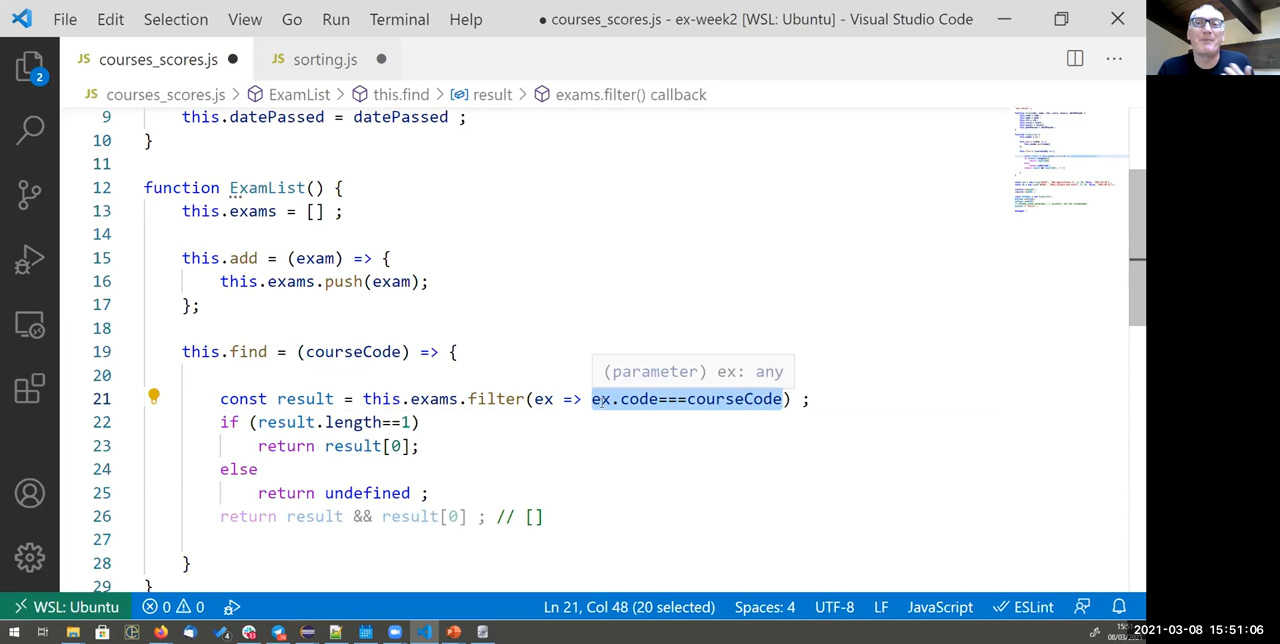 File Edit Selection View Go Run Terminal Help ● courses_scores.js - ex-week2 [WSL: Ubuntu] - Visual Studio Code
JS courses_scores.js ● JS sorting.js ●
JS courses_scores.js > ExamList > this.find > result > exams.filter() callback
2
9 this.datePassed = datePassed ;
10 }
11
12 function ExamList() {
13 this.exams = [] ;
14
15 this.add = (exam) => {
16 this.exams.push(exam);
17 };
18
19 this.find = (courseCode) => {
(parameter) ex: any
20
21 const result = this.exams.filter(ex => ex.code===courseCode) ;
22 if (result.length==1)
23 return result[0];
24 else
25 return undefined ;
26 return result && result[0] ; // []
27
28 }
29 }
WSL: Ubuntu 0 0 Ln 21, Col 48 (20 selected) Spaces: 4 UTF-8 LF JavaScript ESLint
2021-03-08 15:51:06